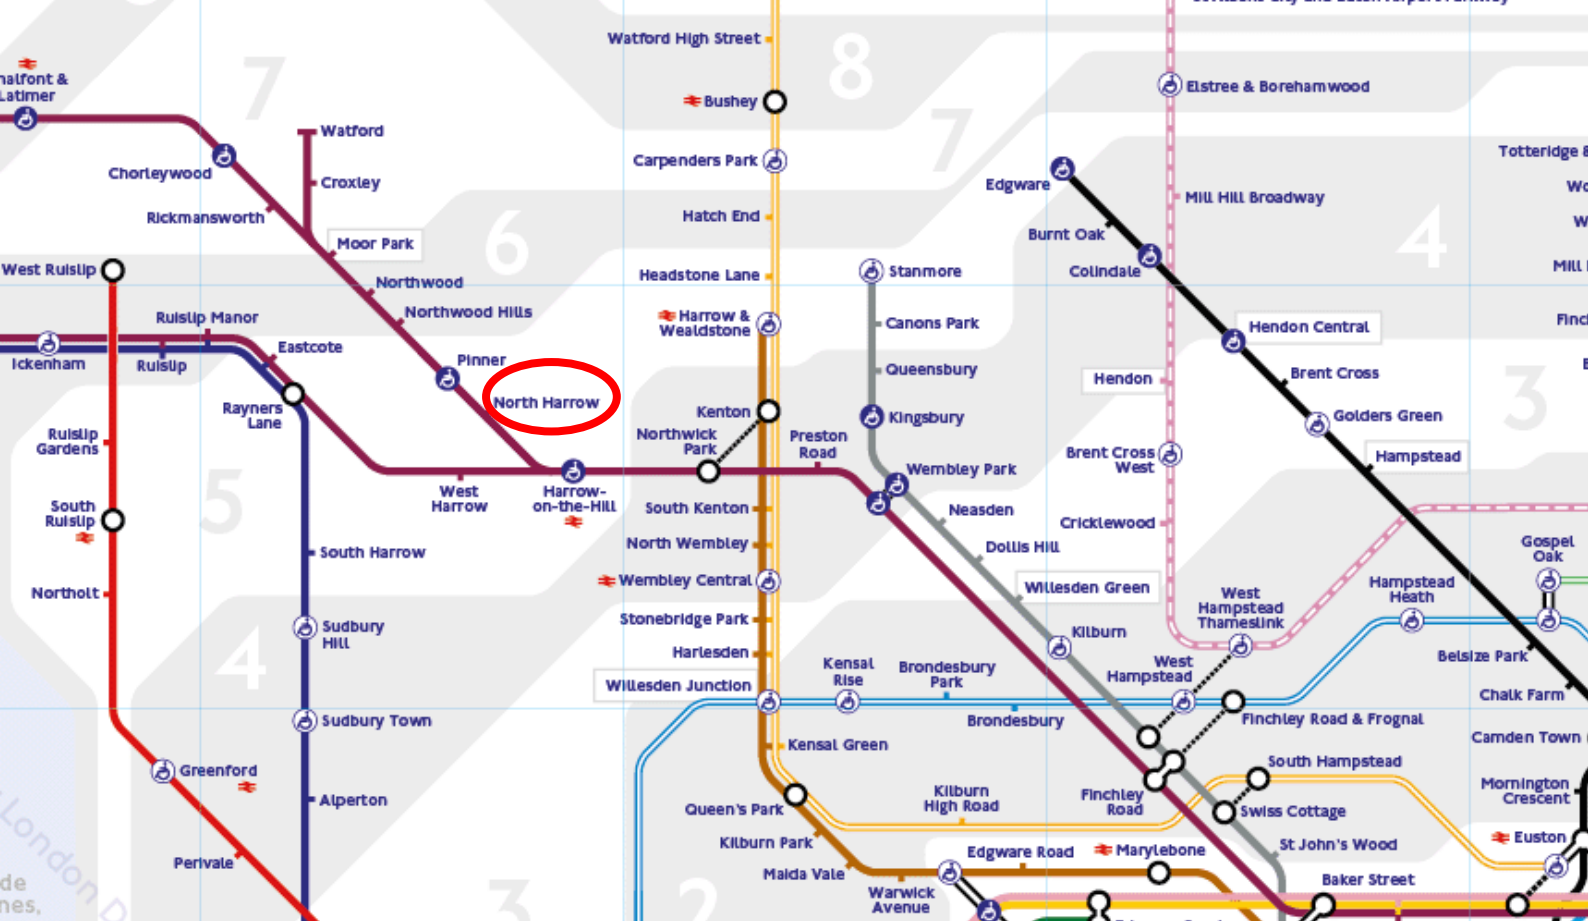 Watford High Street
8
Elstree & Borehamwood
7
Latimer
Bushey
Watford
7
Carpenders Park
Totteridge &
Chorleywood
Croxley
Edgware
Mill Hill Broadway
Rickmansworth
Hatch End
Burnt Oak
4
Moor Park
6
West Ruislip
Headstone Lane
Stanmore
Colindale
Northwood
Northwood Hills
Ruislip Manor
Harrow &
Wealdstone
Canons Park
Hendon Central
Eastcote
Ickenham
Ruislip
Pinner
Queensbury
Hendon
Brent Cross
3
North Harrow
Rayners
Lane
Kenton
Kingsbury
Golders Green
Ruislip
Gardens
Northwick
Park
Preston
Road
Brent Cross
West
Hampstead
Wembley Park
5
West
Harrow
Harrow-
on-the-Hill
South
Ruislip
South Kenton
Neasden
Cricklewood
South Harrow
North Wembley
Dollis Hill
Gospel
Oak
Northolt
Wembley Central
Willesden Green
Hampstead
Heath
West
Hampstead
Thameslink
Stonebridge Park
Sudbury
Hill
Kilburn
Harlesden
Belsize Park
4
Kensal
Rise
Brondesbury
Park
West
Hampstead
Willesden Junction
Chalk Farm
Sudbury Town
Brondesbury
Finchley Road & Frognal
Kensal Green
Camden Town
Greenford
South Hampstead
Alperton
Queen's Park
Kilburn
High Road
Finchley
Road
Swiss Cottage
Mornington
Crescent
Kilburn Park
St John's Wood
Euston
Perivale
Maida Vale
Edgware Road
Marylebone
Warwick
Avenue
Baker Street
3
2
London